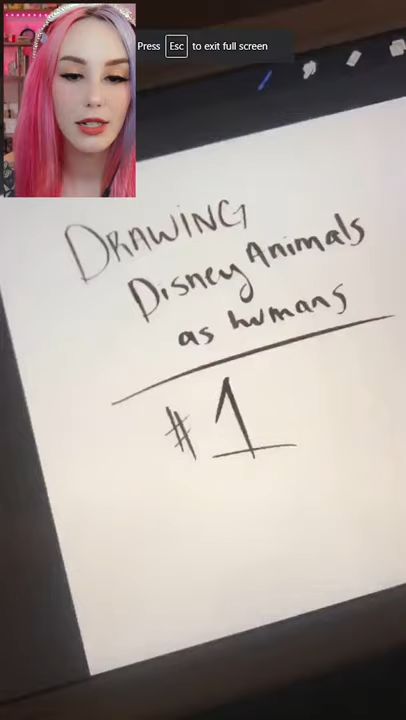 Press Esc to exit full screen
DRAWING
Disney Animals
as humans
#1